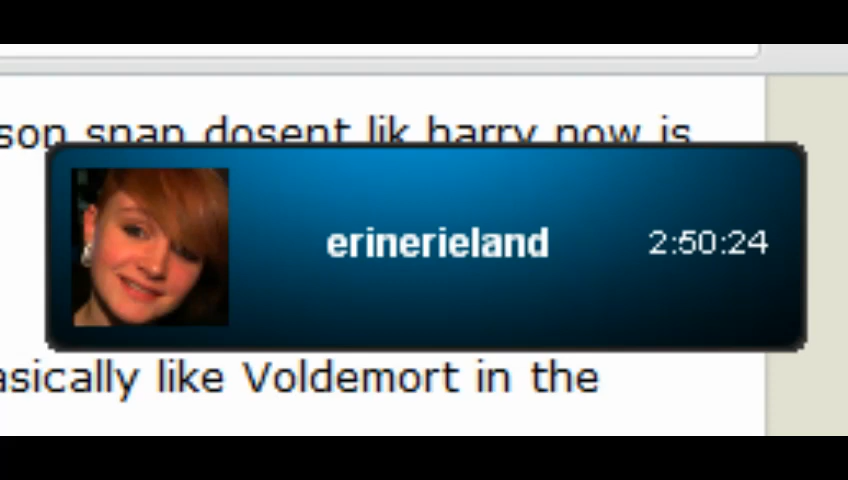 son snap dosent lik harry now is
erinerieland 2:50:24
asically like Voldemort in the